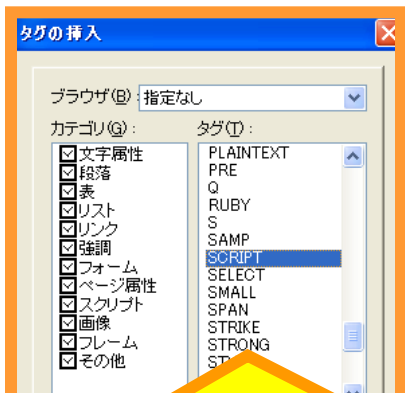 タグの挿入
ブラウザ(B):指定なし
カテゴリ(G):
タグ(T):
文字属性
段落
表
リスト
リンク
強調
フォーム
ページ属性
スクリプト
画像
フレーム
その他
PLAINTEXT
PRE
Q
RUBY
S
SAMP
SCRIPT
SELECT
SMALL
SPAN
STRIKE
STRONG